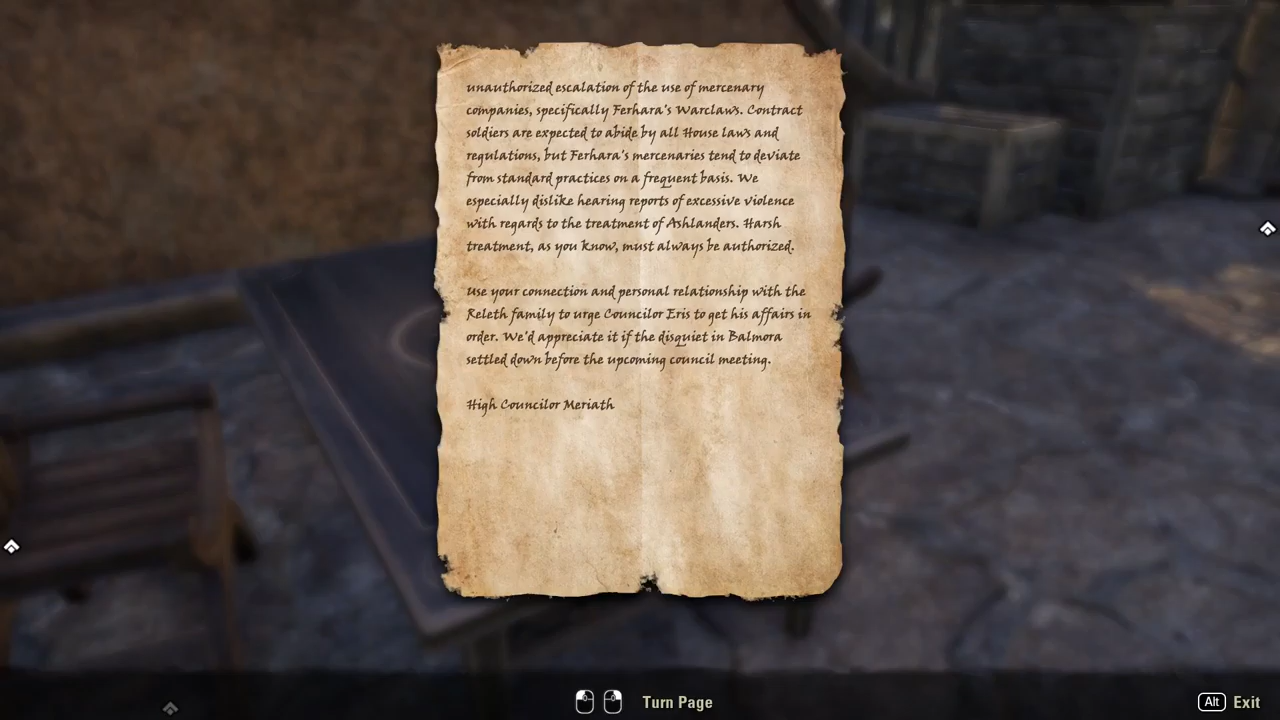 unauthorized escalation of the use of mercenary
companies, specifically Ferhara's Warclaws. Contract
soldiers are expected to abide by all House laws and
regulations, but Ferhara's mercenaries tend to deviate
from standard practices on a frequent basis. We
especially dislike hearing reports of excessive violence
with regards to the treatment of Ashlanders. Harsh
treatment, as you know, must always be authorized.
Use your connection and personal relationship with the
Releth family to urge Councilor Eris to get his affairs in
order. We'd appreciate it if the disquiet in Balmora
settled down before the upcoming council meeting.
High Councilor Meriath
Turn Page
Alt Exit